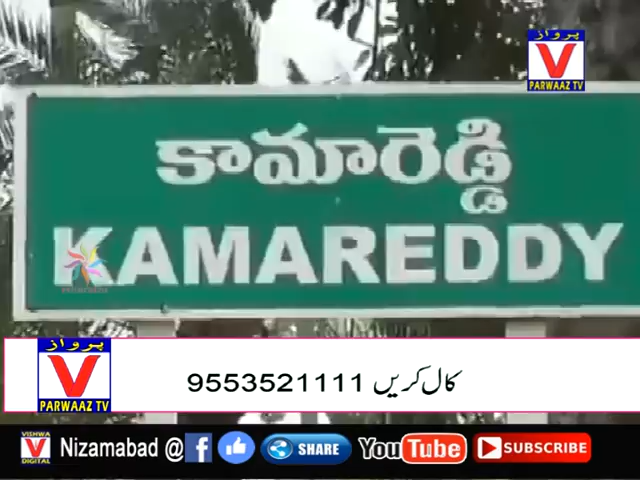 پرواز
V
PARWAAZ TV
కామారెడ్డి
KAMAREDDY
پرواز
V
PARWAAZ TV
کال کریں 9553521111
VISHWA
V
DIGITAL
Nizamabad @ f SHARE YouTube SUBSCRIBE